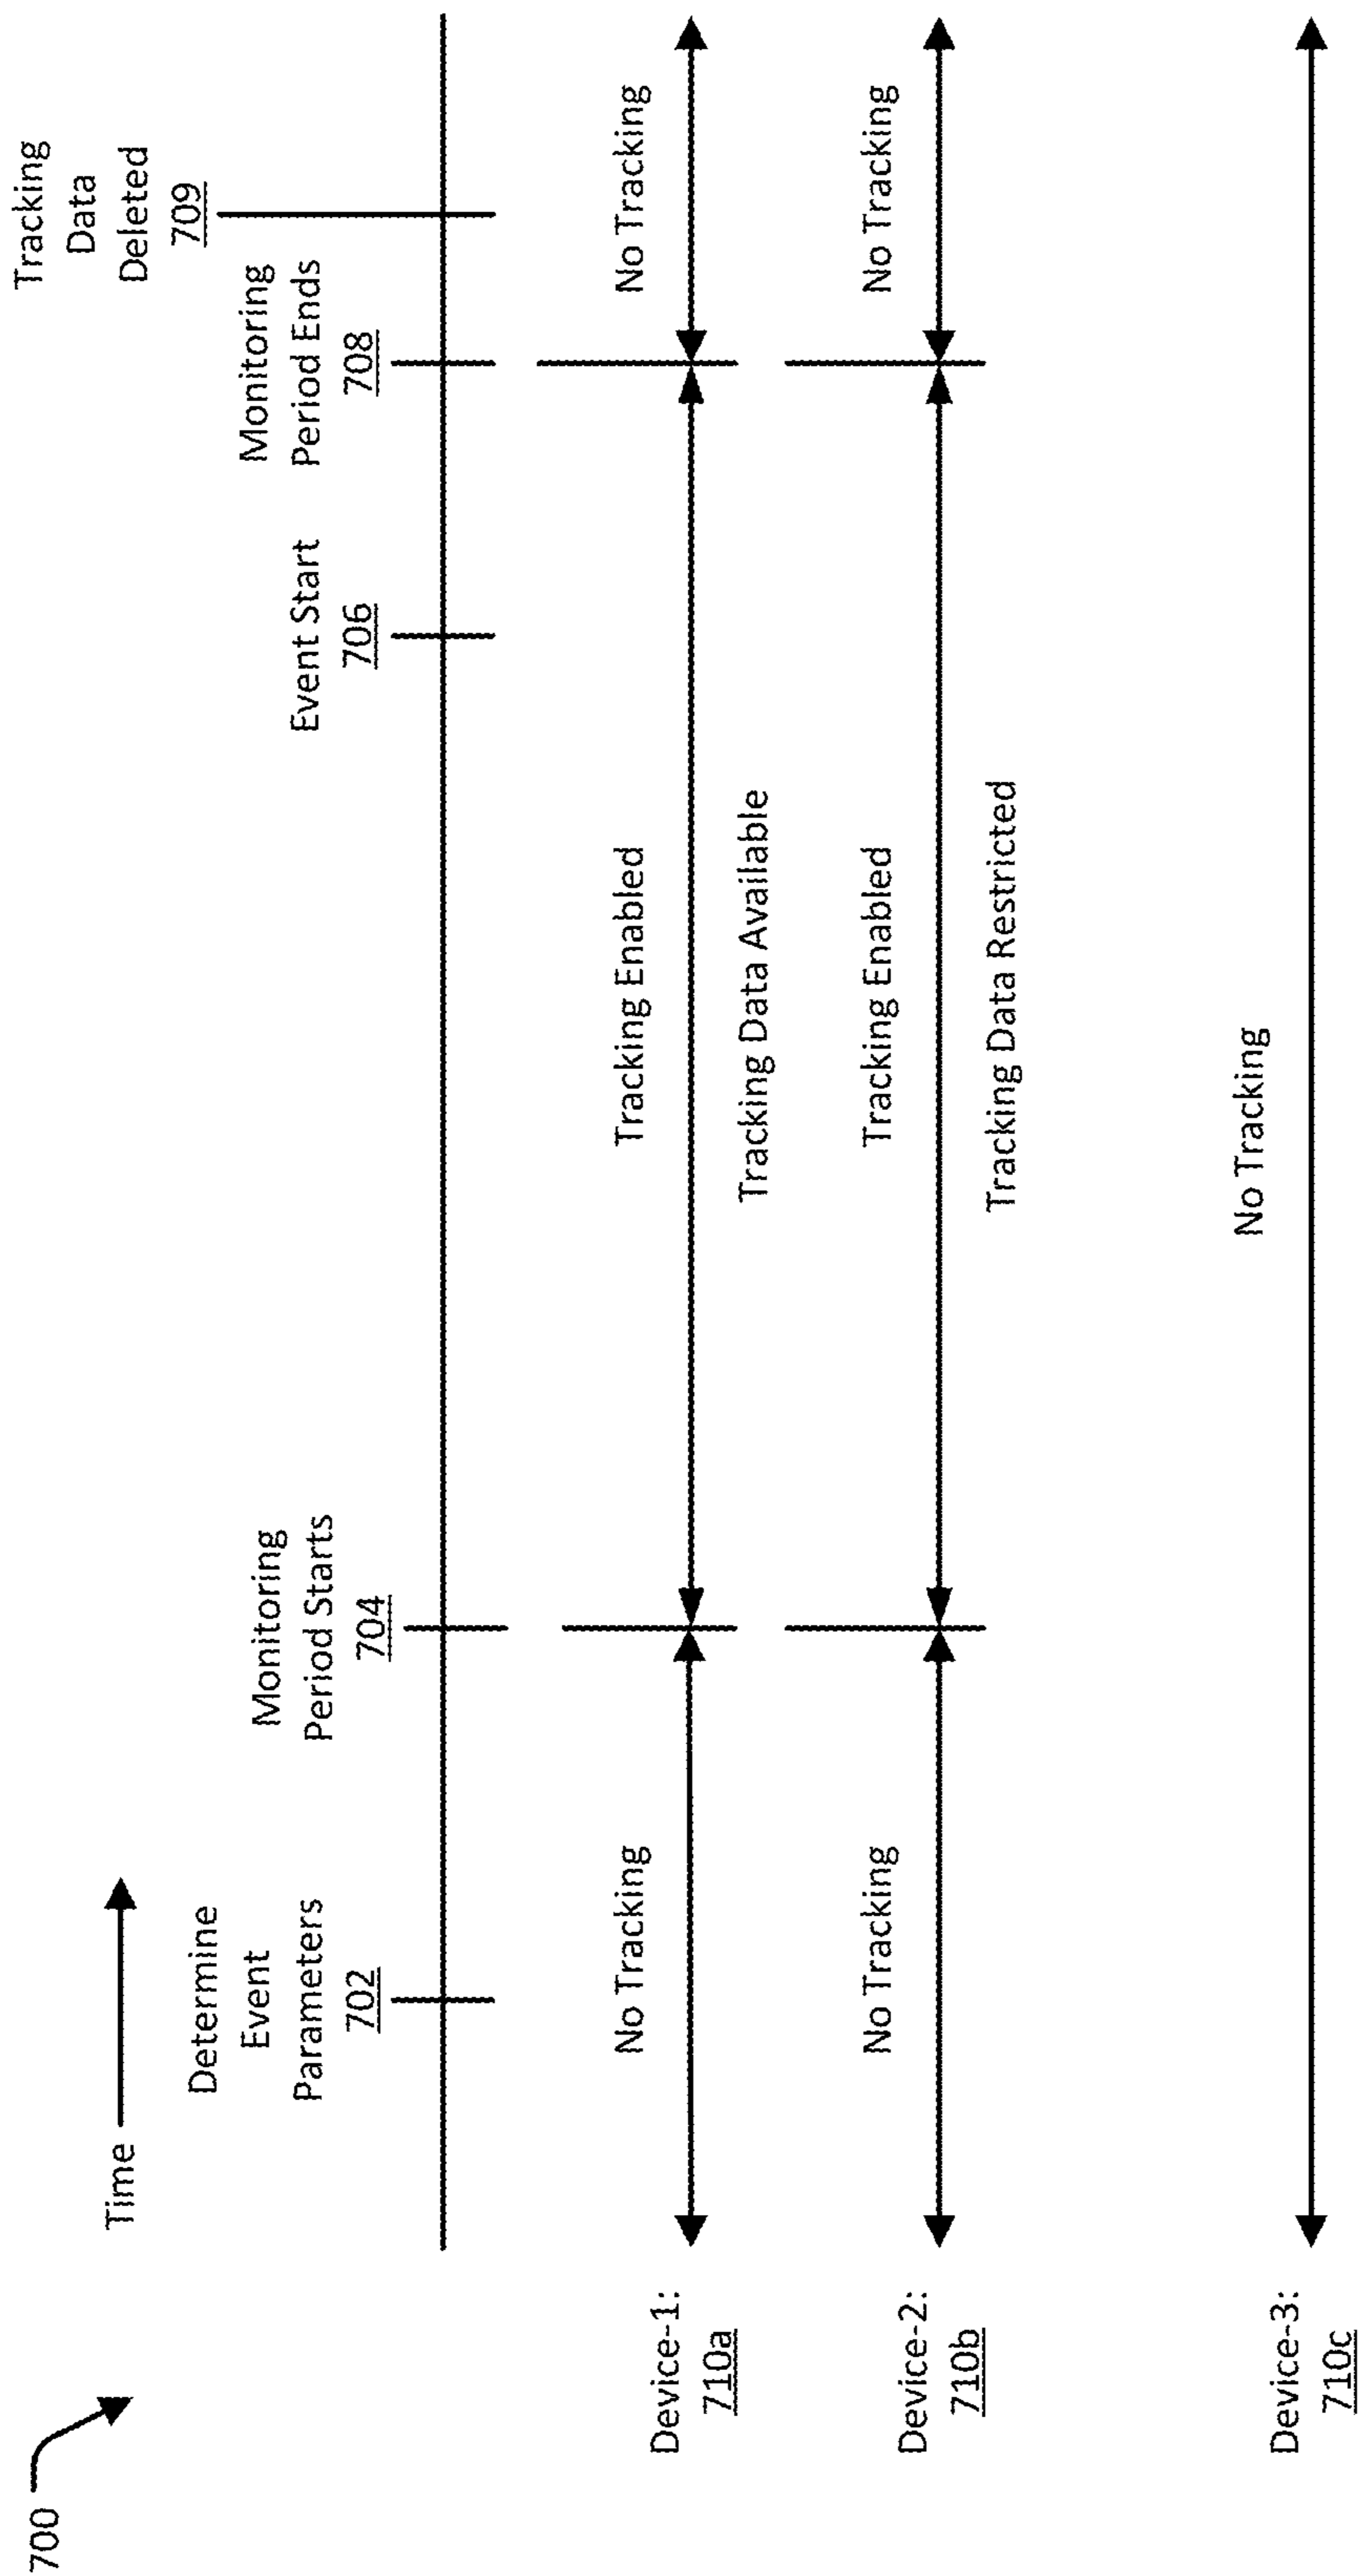 700
Time
Determine
Event
Parameters
702
Monitoring
Period Starts
704
Event Start
706
Monitoring
Period Ends
708
Tracking
Data
Deleted
709
Device-1:
710a
No Tracking
Tracking Enabled
Tracking Data Available
No Tracking
Device-2:
710b
No Tracking
Tracking Enabled
Tracking Data Restricted
No Tracking
Device-3:
710c
No Tracking